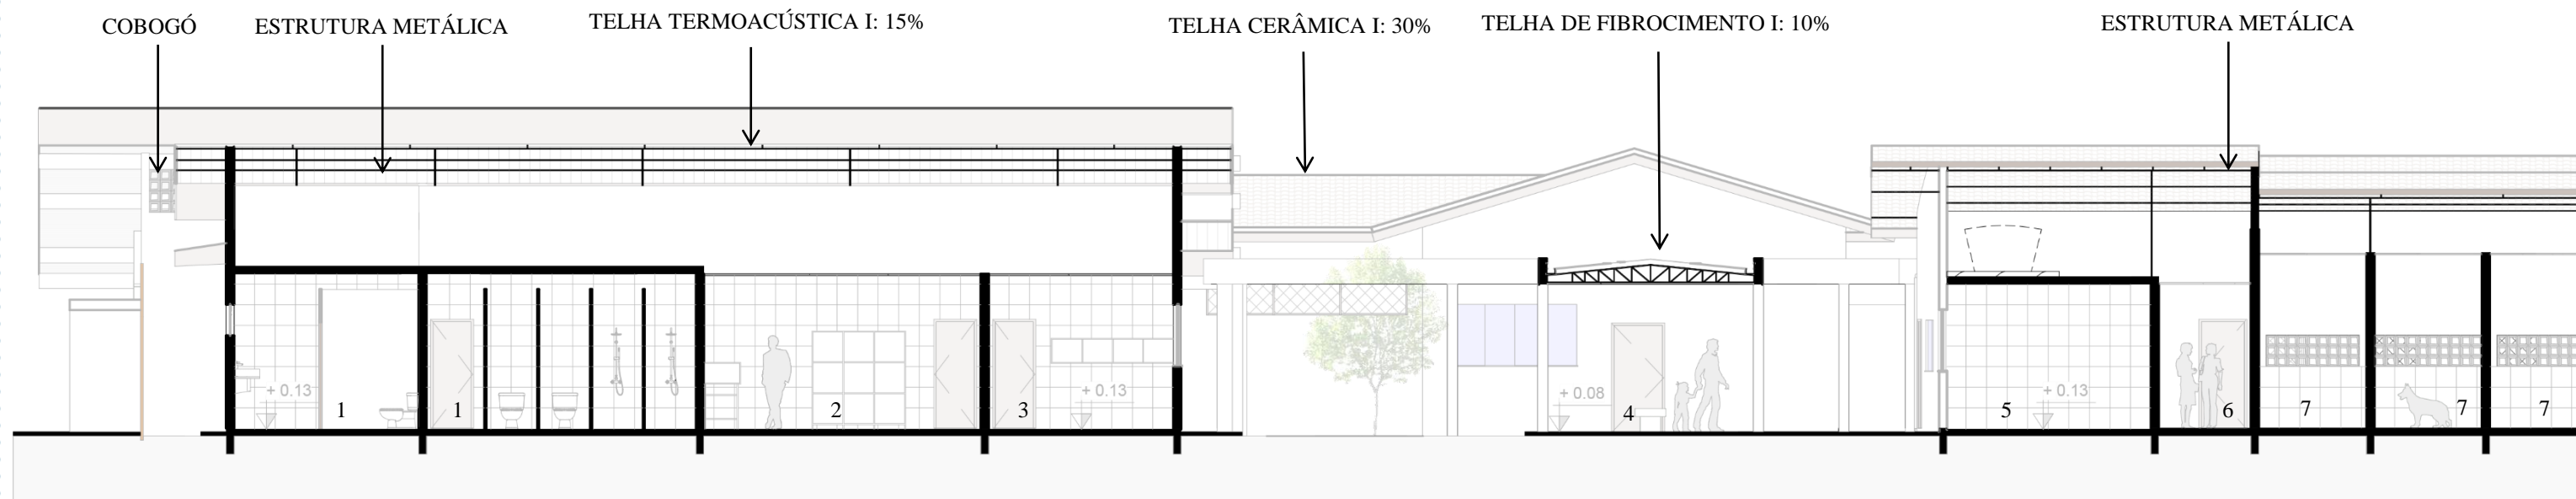 COBOGÓ
ESTRUTURA METÁLICA
TELHA TERMOACÚSTICA I: 15%
TELHA CERÂMICA I: 30%
TELHA DE FIBROCIMENTO I: 10%
ESTRUTURA METÁLICA
+ 0.13
1
1
2
3
+ 0.13
+ 0.08
4
5
+ 0.13
6
7
7
7